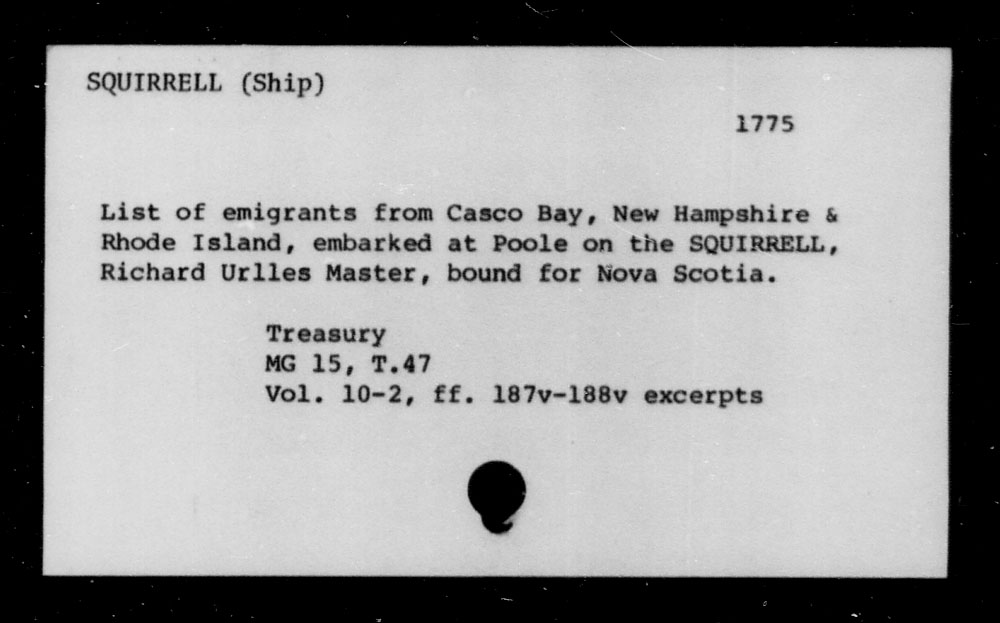 SQUIRRELL (Ship)
1775
List of emigrants from Casco Bay, New Hampshire &
Rhode Island, embarked at Poole on the SQUIRRELL,
Richard Urlles Master, bound for Nova Scotia.
Treasury
MG 15, T.47
Vol. 10-2, ff. 187v-188v excerpts